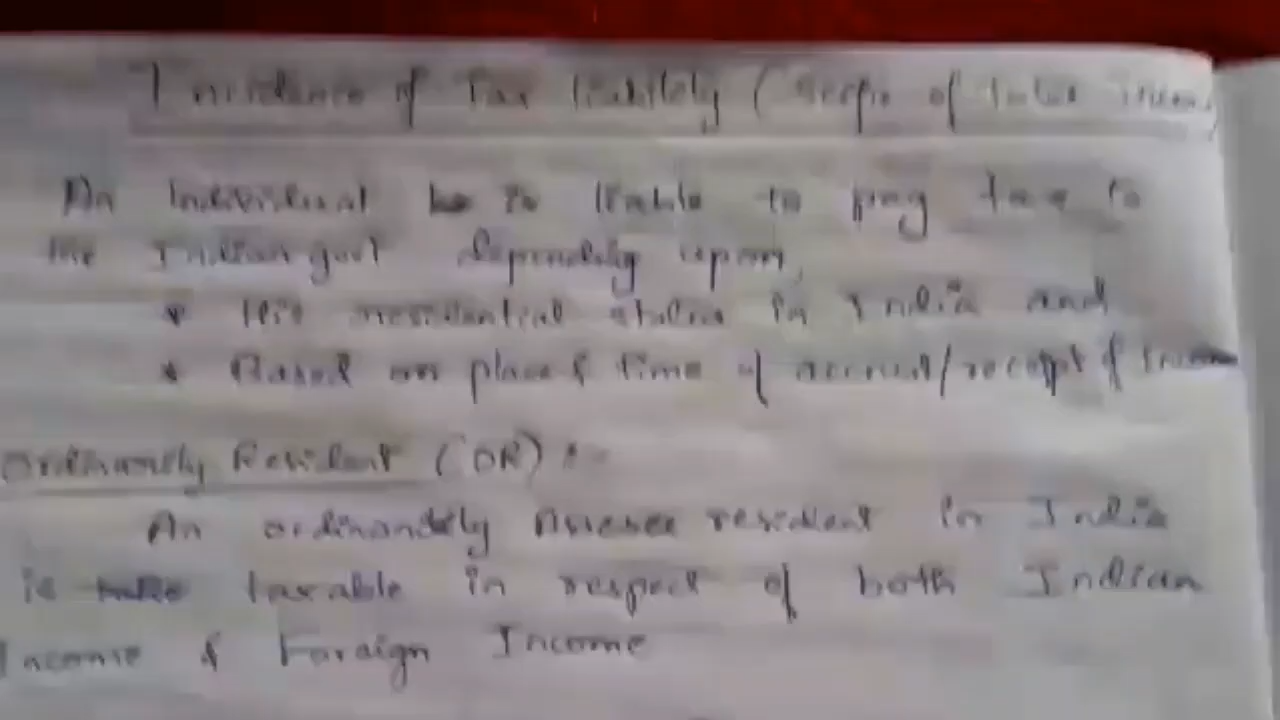 Incidence of Tax liability (Scope of total income
An Individual is liable to pay tax to
the Indian govt depending upon,
* His residential status in India and
* Based on place & time of accrual/receipt of Income
Ordinarily Resident (OR) :-
An ordinarily Assessee resident in India
is taxable in respect of both Indian
Income & Foreign Income